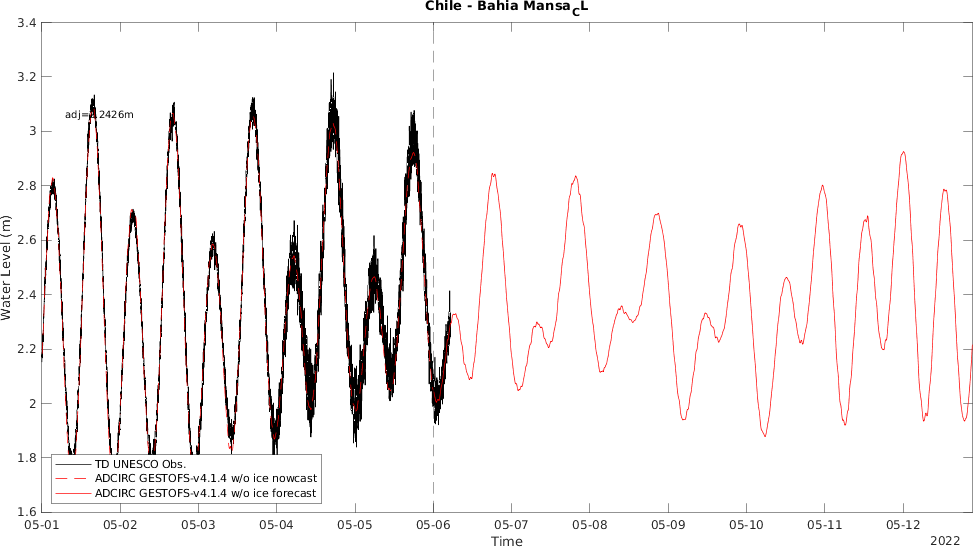 Chile - Bahia Mansa_CL
3.4
3.2
3
2.8
2.6
2.4
2.2
2
1.8
1.6
Water Level (m)
TD UNESCO Obs.
ADCIRC GESTOFS-v4.1.4 w/o ice nowcast
ADCIRC GESTOFS-v4.1.4 w/o ice forecast
05-01 05-02 05-03 05-04 05-05 05-06 05-07 05-08 05-09 05-10 05-11 05-12
Time
2022